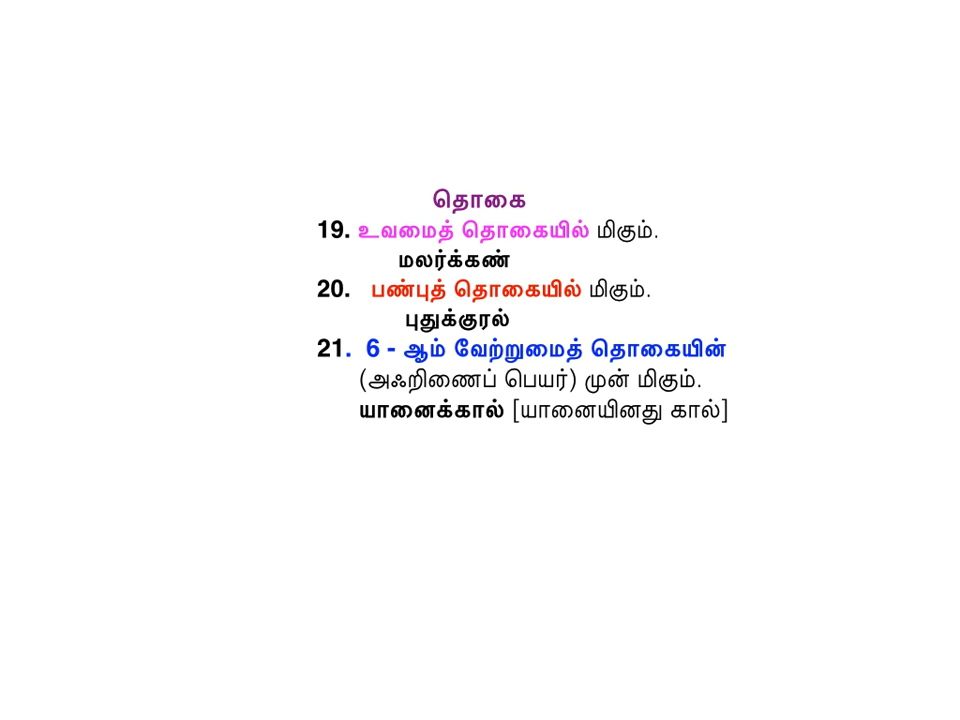 தொகை
19. உவமைத் தொகையில் மிகும்.
மலர்க்கண்
20. பண்புத் தொகையில் மிகும்.
புதுக்குரல்
21. 6 - ஆம் வேற்றுமைத் தொகையின்
(அஃறிணைப் பெயர்) முன் மிகும்.
யானைக்கால் [யானையினது கால்]